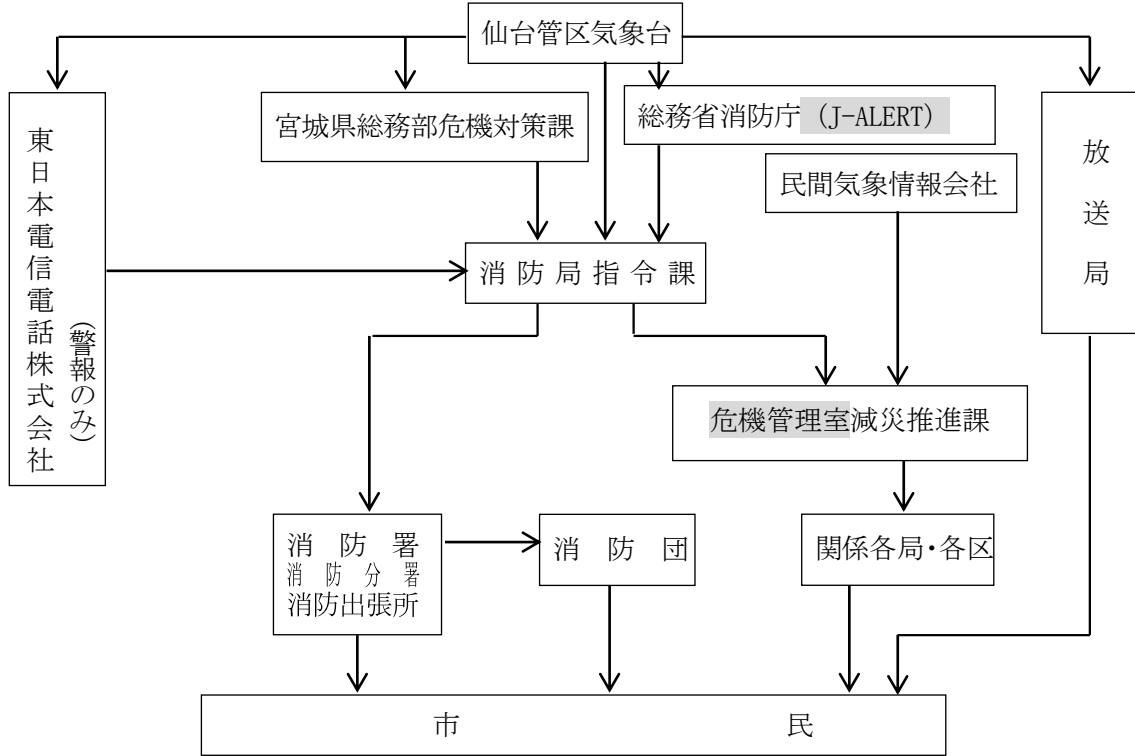 仙台管区気象台
東日本電信電話株式会社
(警報のみ)
宮城県総務部危機対策課
総務省消防庁（J-ALERT）
民間気象情報会社
放送局
消防局指令課
危機管理室減災推進課
消防署
消防分署
消防出張所
消防団
関係各局・各区
市民